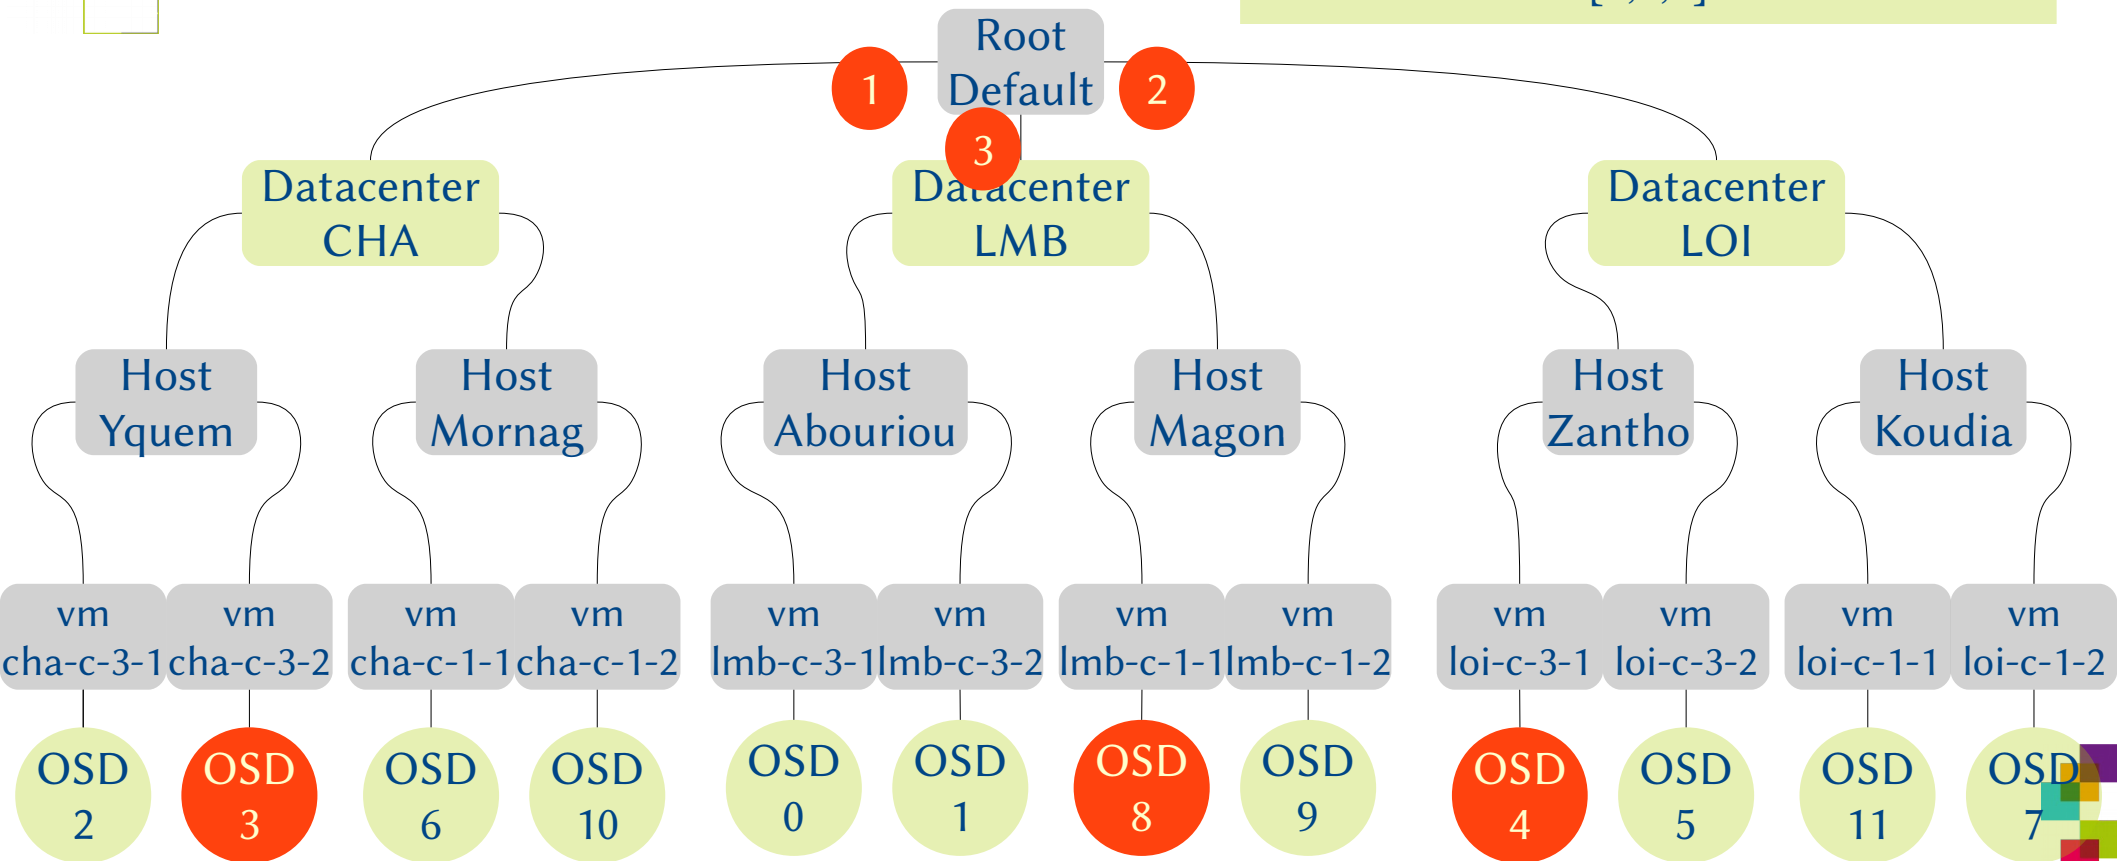 Root
Default
1
2
3
Datacenter
CHA
Datacenter
LMB
Datacenter
LOI
Host
Yquem
Host
Mornag
Host
Abouriou
Host
Magon
Host
Zantho
Host
Koudia
vm
cha-c-3-1
vm
cha-c-3-2
vm
cha-c-1-1
vm
cha-c-1-2
vm
lmb-c-3-1
vm
lmb-c-3-2
vm
lmb-c-1-1
vm
lmb-c-1-2
vm
loi-c-3-1
vm
loi-c-3-2
vm
loi-c-1-1
vm
loi-c-1-2
OSD
2
OSD
3
OSD
6
OSD
10
OSD
0
OSD
1
OSD
8
OSD
9
OSD
4
OSD
5
OSD
11
OSD
7